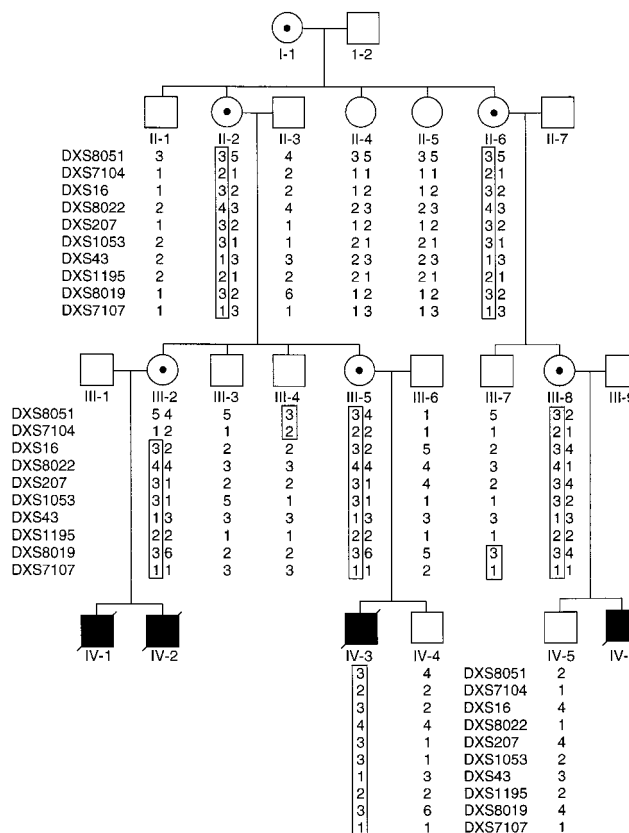 I-1 1-2
II-1 II-2 II-3 II-4 II-5 II-6 II-7
DXS8051 3 3 5 4 3 5 3 5 3 5
DXS7104 1 2 1 2 1 1 1 1 2 1
DXS16 1 3 2 2 1 2 1 2 3 2
DXS8022 2 4 3 4 2 3 2 3 4 3
DXS207 1 3 2 1 1 2 1 2 3 2
DXS1053 2 3 1 1 2 1 2 1 3 1
DXS43 2 1 3 3 2 3 2 3 1 3
DXS1195 2 2 1 2 2 1 2 1 2 1
DXS8019 1 3 2 6 1 2 1 2 3 2
DXS7107 1 1 3 1 1 3 1 3 1 3
III-1 III-2 III-3 III-4 III-5 III-6 III-7 III-8 III-9
DXS8051 5 4 5 3 3 4 1 5 3 2
DXS7104 1 2 1 2 2 2 1 1 2 1
DXS16 3 2 2 2 3 2 5 2 3 4
DXS8022 4 4 3 3 4 4 4 3 4 1
DXS207 3 1 2 2 3 1 4 2 3 4
DXS1053 3 1 5 1 3 1 1 1 3 2
DXS43 1 3 3 3 1 3 3 3 1 3
DXS1195 2 2 1 1 2 2 1 1 2 2
DXS8019 3 6 2 2 3 6 5 3 3 4
DXS7107 1 1 3 3 1 1 2 1 1 1
IV-1 IV-2 IV-3 IV-4 IV-5 IV-
3 4 DXS8051 2
2 2 DXS7104 1
3 2 DXS16 4
4 4 DXS8022 1
3 1 DXS207 4
3 1 DXS1053 2
1 3 DXS43 3
2 2 DXS1195 2
3 6 DXS8019 4
1 1 DXS7107 1